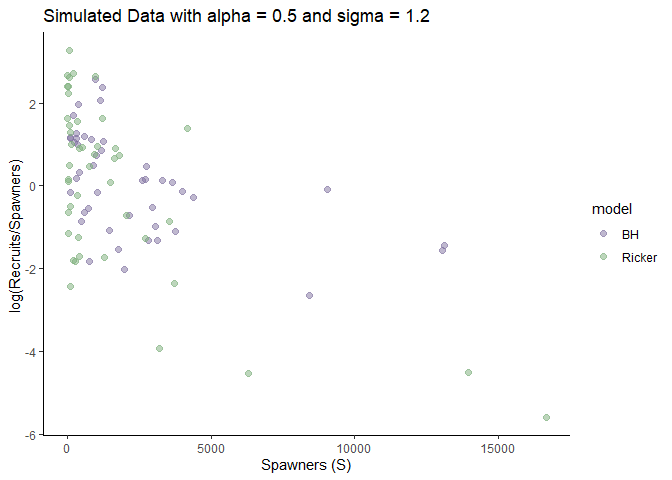 Simulated Data with alpha = 0.5 and sigma = 1.2
2
0
-2
-4
-6
log(Recruits/Spawners)
0
5000
10000
15000
Spawners (S)
model
BH
Ricker